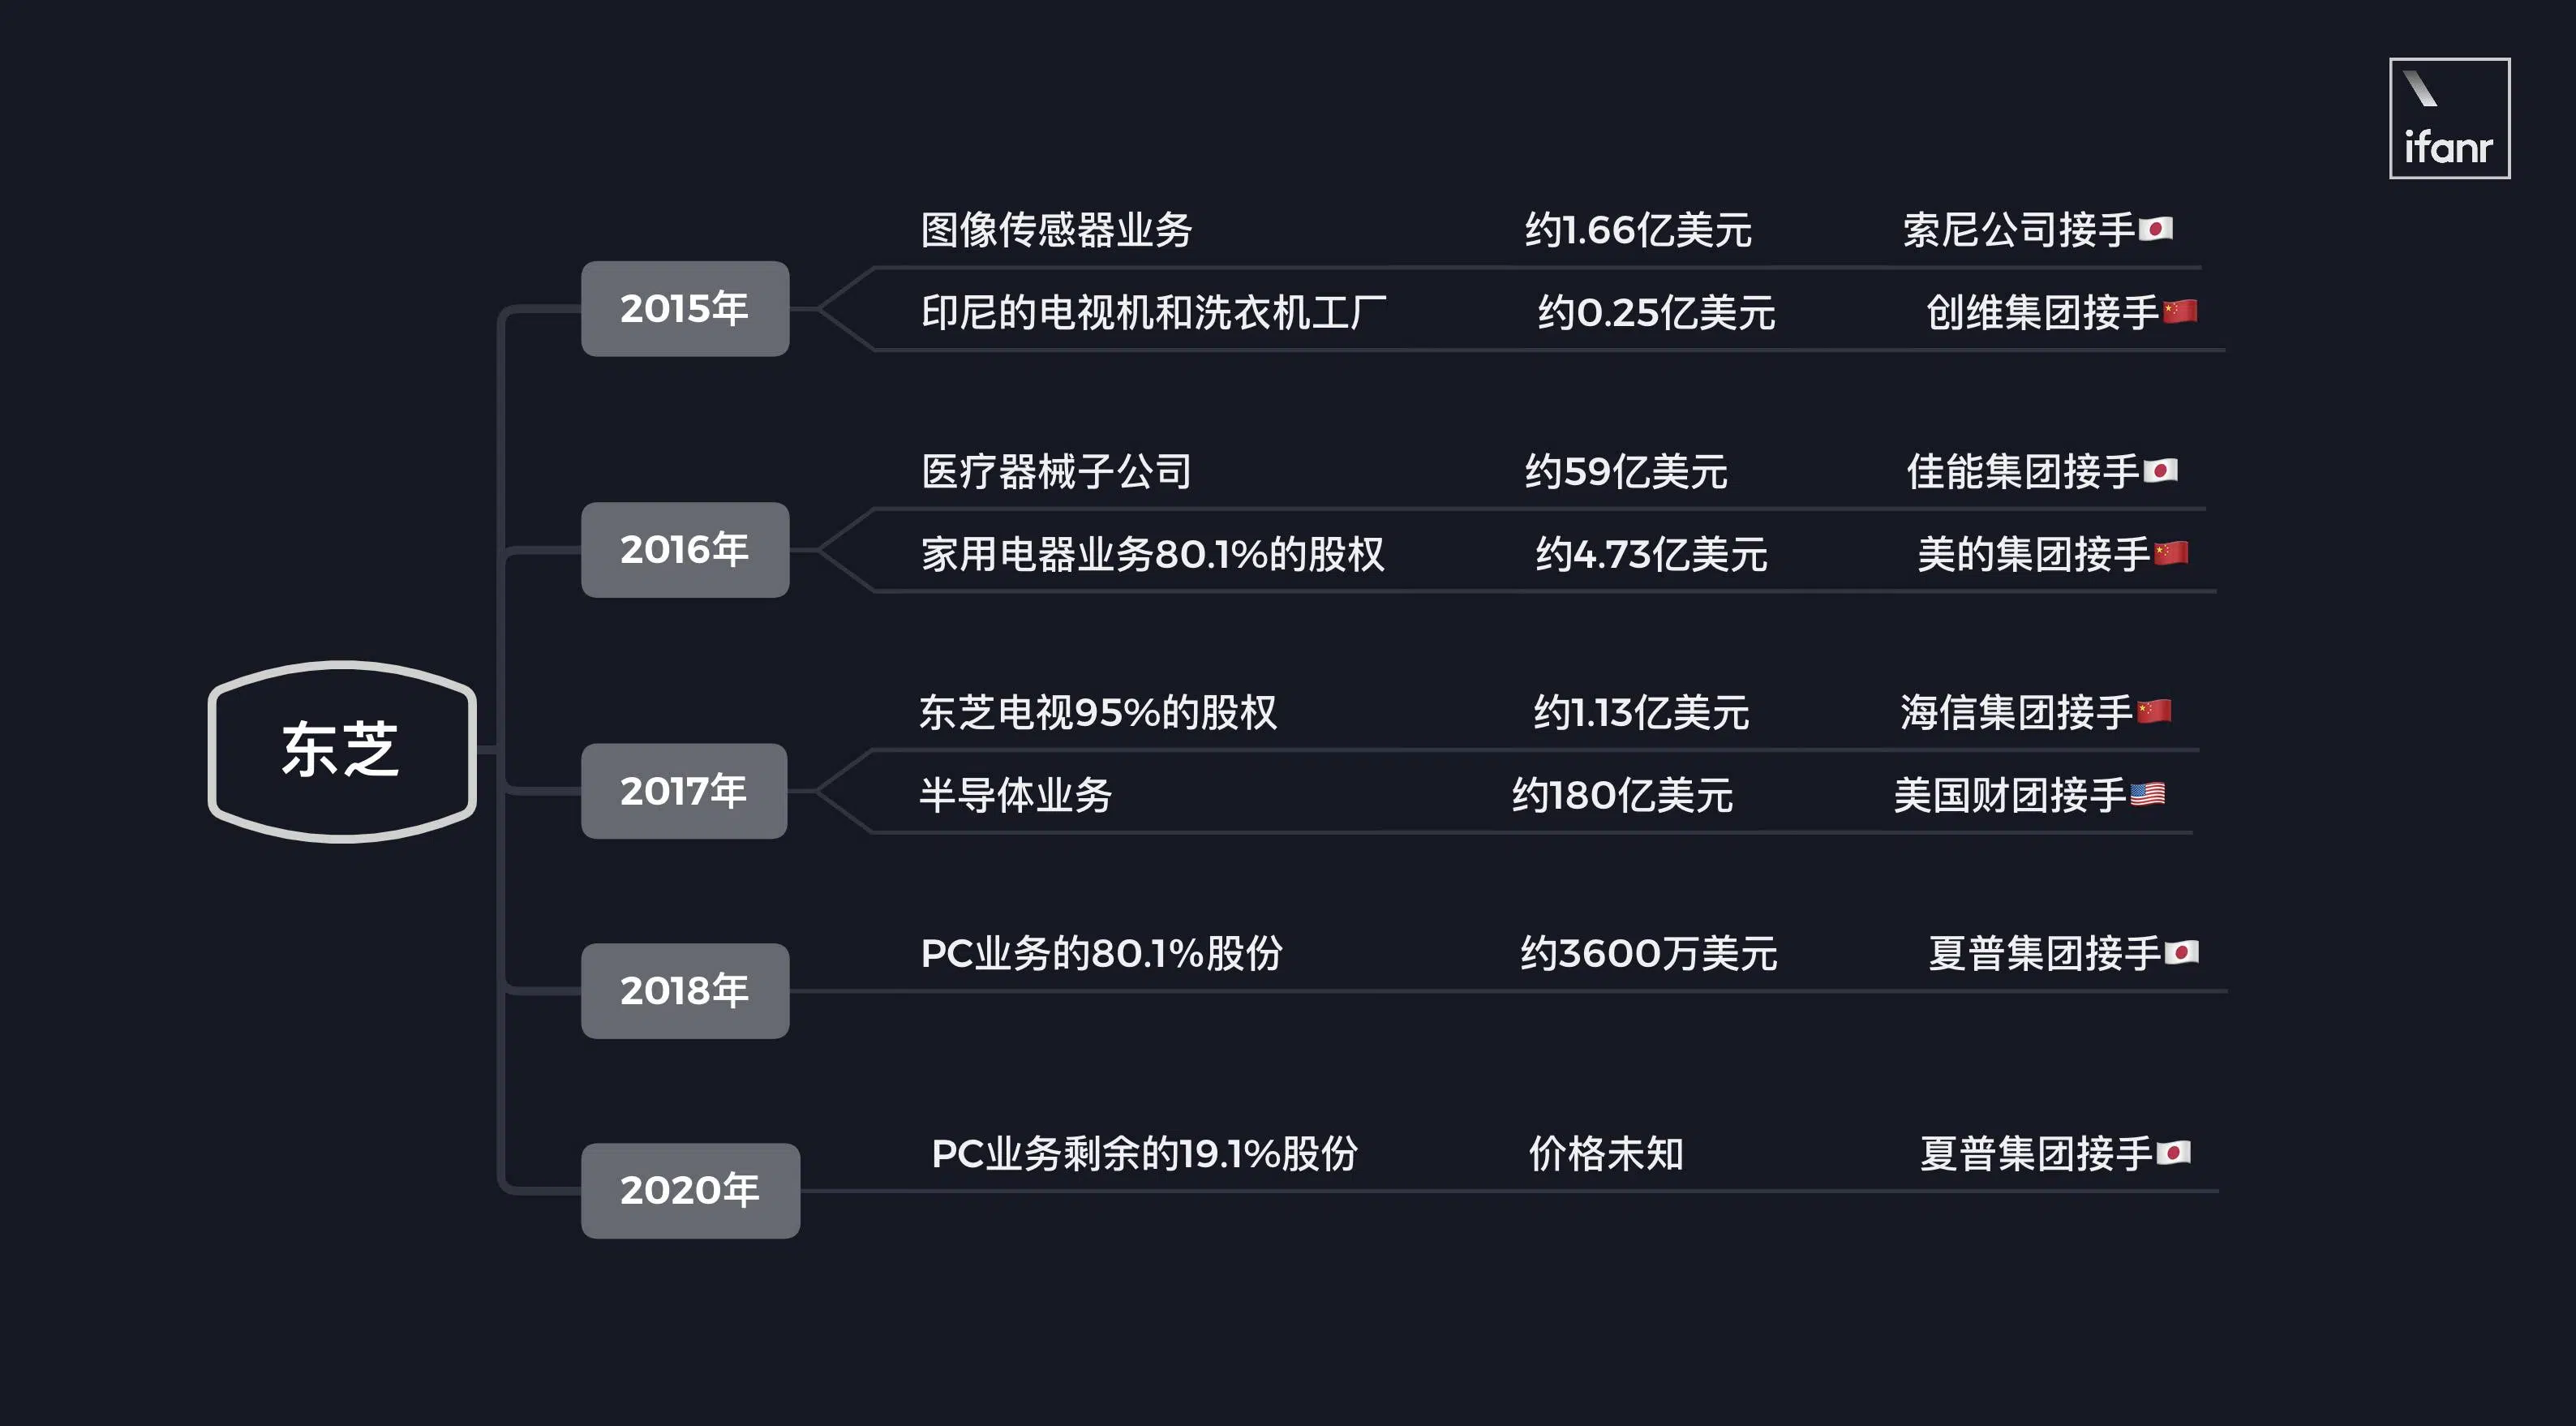 ifanr
东芝
2015年
图像传感器业务 约1.66亿美元 索尼公司接手
印尼的电视机和洗衣机工厂 约0.25亿美元 创维集团接手
2016年
医疗器械子公司 约59亿美元 佳能集团接手
家用电器业务80.1%的股权 约4.73亿美元 美的集团接手
2017年
东芝电视95%的股权 约1.13亿美元 海信集团接手
半导体业务 约180亿美元 美国财团接手
2018年
PC业务的80.1%股份 约3600万美元 夏普集团接手
2020年
PC业务剩余的19.1%股份 价格未知 夏普集团接手